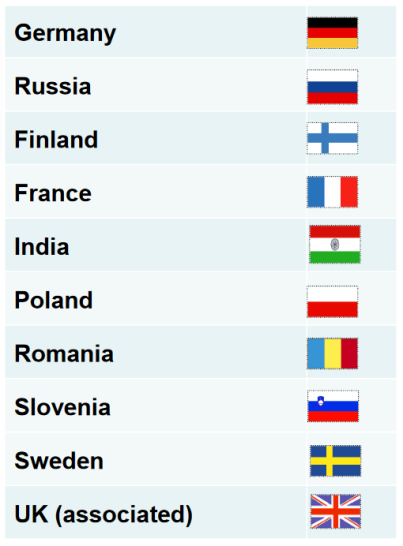 Germany
Russia
Finland
France
India
Poland
Romania
Slovenia
Sweden
UK (associated)